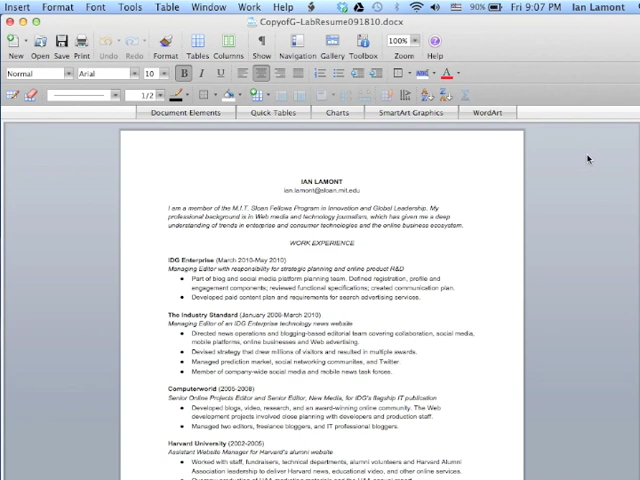 Insert Font Tools Table Window Work Help 90% Fri 9:07 PM Ian Lamont
CopyofG-LabResume091810.docx
New Open Save Print Undo Redo Format Tables Columns Show Navigation Gallery Toolbox Zoom Help
100%
Normal Arial 10 B I U abc A
1/2
Document Elements Quick Tables Charts SmartArt Graphics WordArt
IAN LAMONT
ian.lamont@sloan.mit.edu
I am a member of the M.I.T. Sloan Fellows Program in Innovation and Global Leadership. My
professional background is in Web media and technology journalism, which has given me a deep
understanding of trends in enterprise and consumer technologies and the online business ecosystem.
WORK EXPERIENCE
IDG Enterprise (March 2010-May 2010)
Managing Editor with responsibility for strategic planning and online product R&D
● Part of blog and social media platform planning team. Defined registration, profile and
engagement components; reviewed functional specifications; created communication plan.
● Developed paid content plan and requirements for search advertising services.
The Industry Standard (January 2008-March 2010)
Managing Editor of an IDG Enterprise technology news website
● Directed news operations and blogging-based editorial team covering collaboration, social media,
mobile platforms, online businesses and Web advertising.
● Devised strategy that drew millions of visitors and resulted in multiple awards.
● Managed prediction market, social networking communities, and Twitter.
● Member of company-wide social media and mobile news task forces.
Computerworld (2005-2008)
Senior Online Projects Editor and Senior Editor, New Media, for IDG's flagship IT publication
● Developed blogs, video, research, and an award-winning online community. The Web
development projects involved close planning with developers and production staff.
● Managed two editors, freelance bloggers, and IT professional bloggers.
Harvard University (2002-2005)
Assistant Website Manager for Harvard's alumni website
● Worked with staff, fundraisers, technical departments, alumni volunteers and Harvard Alumni
Association leadership to deliver Harvard news, educational video, and other online services.